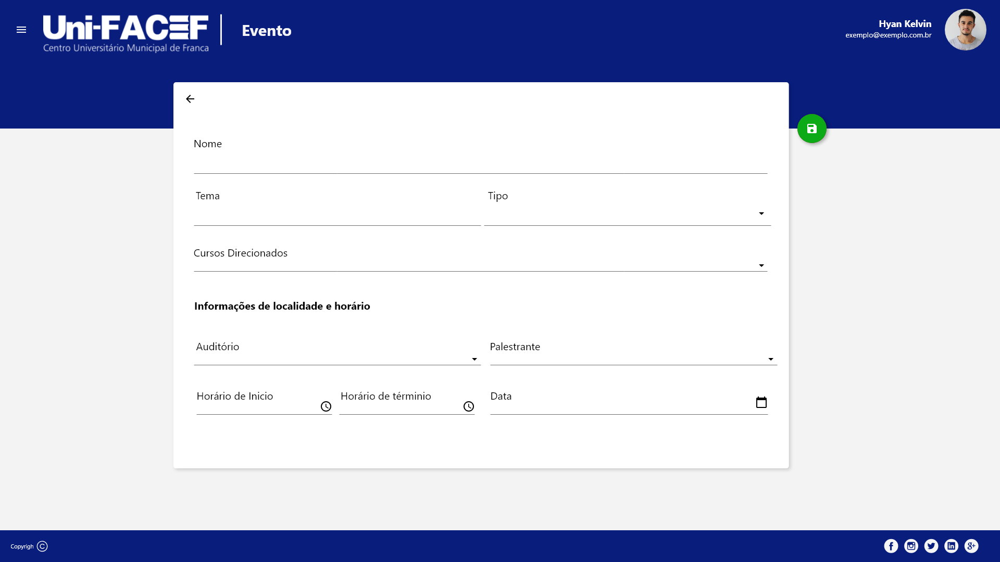 Uni-FACEF
Centro Universitário Municipal de Franca
Evento
Hyan Kelvin
exemplo@exemplo.com.br
Nome
Tema
Tipo
Cursos Direcionados
Informações de localidade e horário
Auditório
Palestrante
Horário de Inicio
Horário de términio
Data
Copyrigh ©